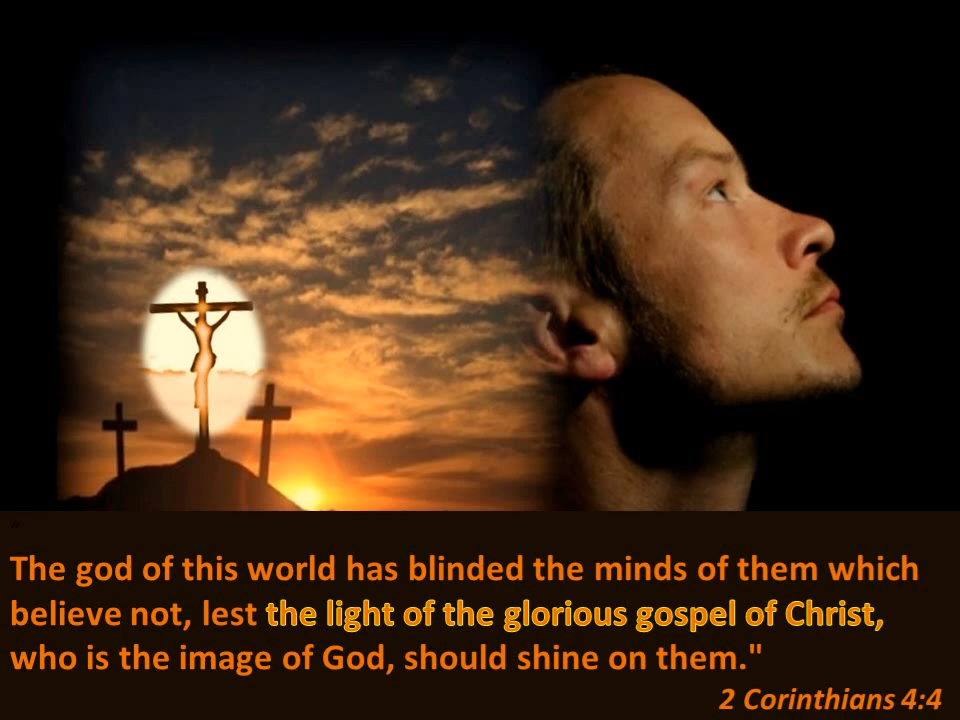 "
The god of this world has blinded the minds of them which
believe not, lest the light of the glorious gospel of Christ,
who is the image of God, should shine on them."
2 Corinthians 4:4